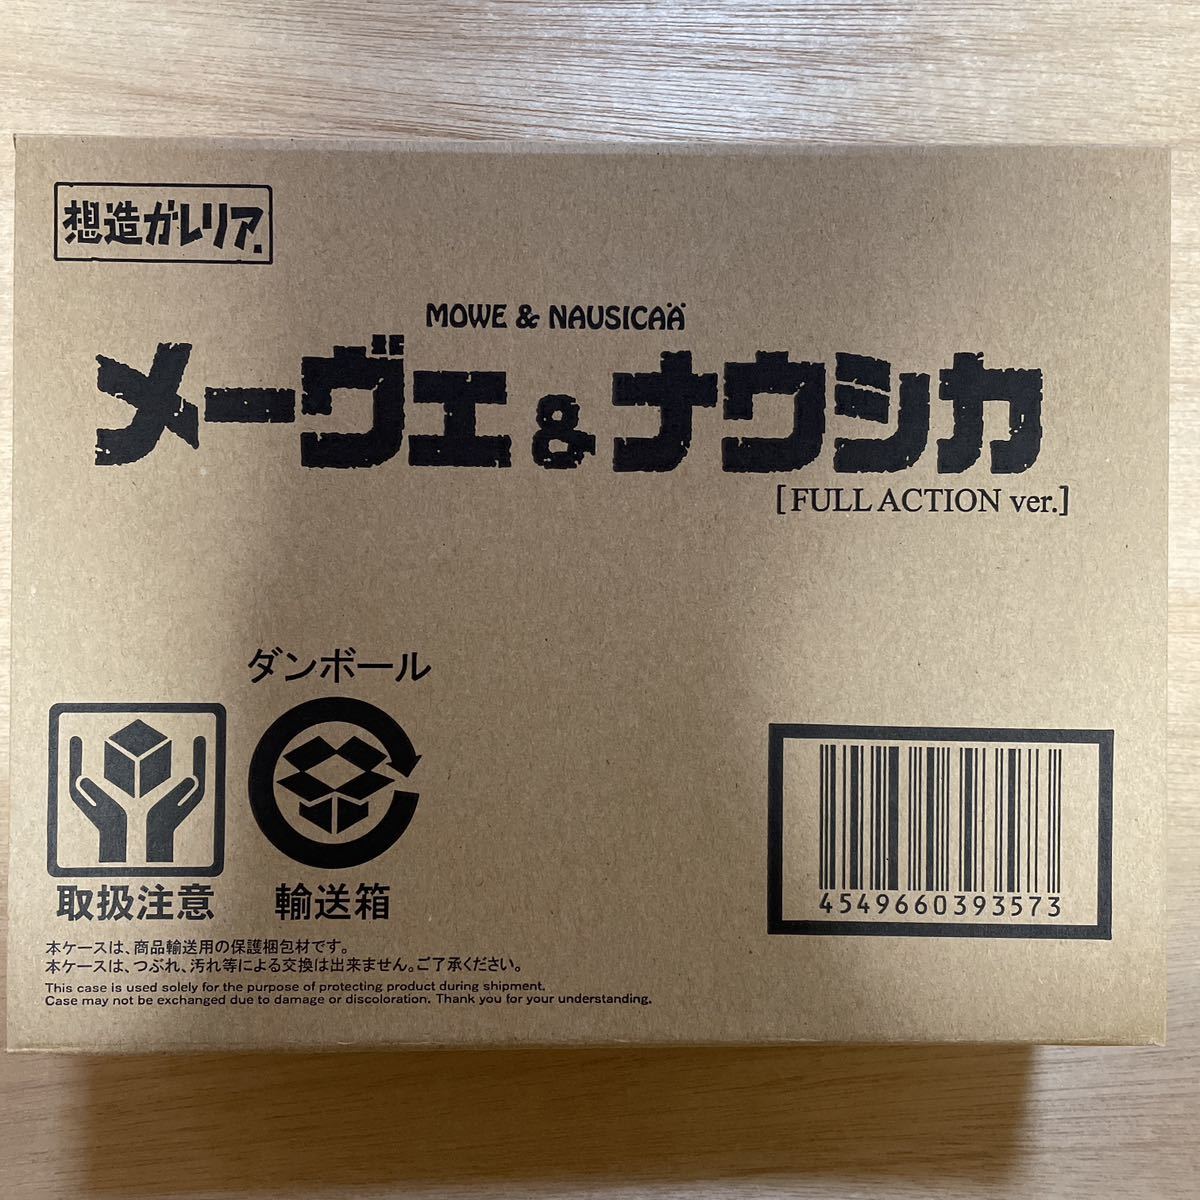 想造ガレリア.
MOWE & NAUSICAÄ
メーヴェ&ナウシカ
[FULL ACTION ver.]
ダンボール
取扱注意
輸送箱
4549660393573
本ケースは、商品輸送用の保護梱包材です。
本ケースは、つぶれ、汚れ等による交換は出来ません。ご了承ください。
This case is used solely for the purpose of protecting product during shipment.
Case may not be exchanged due to damage or discoloration. Thank you for your understanding.